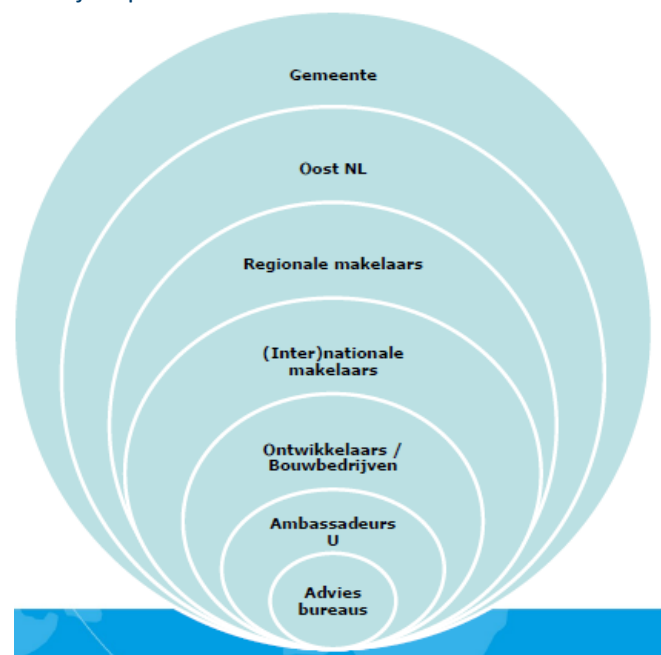 Gemeente
Oost NL
Regionale makelaars
(Inter)nationale
makelaars
Ontwikkelaars /
Bouwbedrijven
Ambassadeurs
U
Advies
bureaus